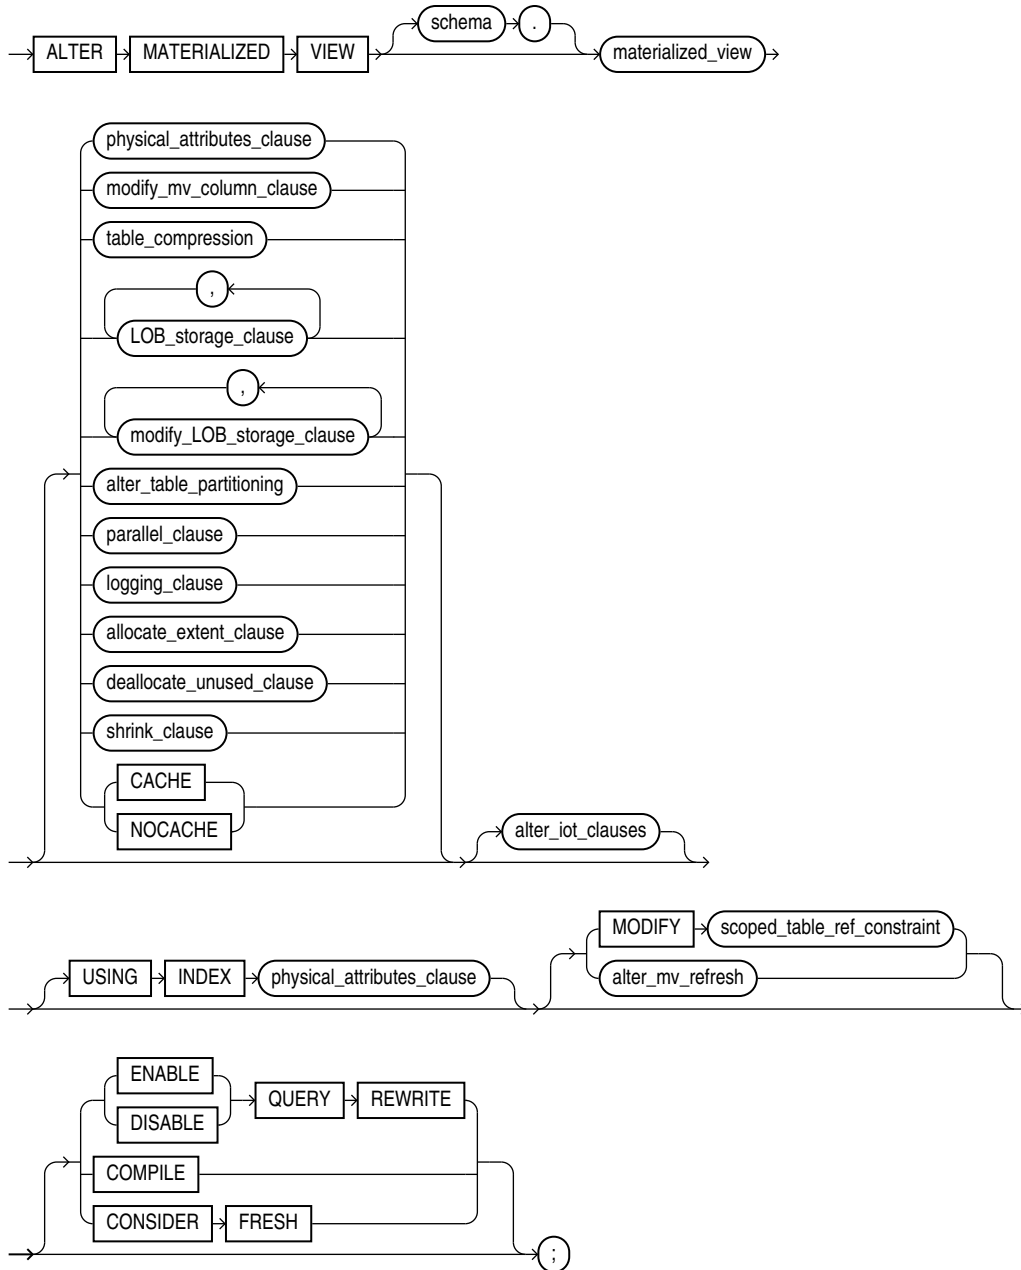 schema .
ALTER MATERIALIZED VIEW materialized_view
physical_attributes_clause
modify_mv_column_clause
table_compression
,
LOB_storage_clause
,
modify_LOB_storage_clause
alter_table_partitioning
parallel_clause
logging_clause
allocate_extent_clause
deallocate_unused_clause
shrink_clause
CACHE
NOCACHE
alter_iot_clauses
MODIFY scoped_table_ref_constraint
USING INDEX physical_attributes_clause
alter_mv_refresh
ENABLE
QUERY REWRITE
DISABLE
COMPILE
CONSIDER FRESH
;